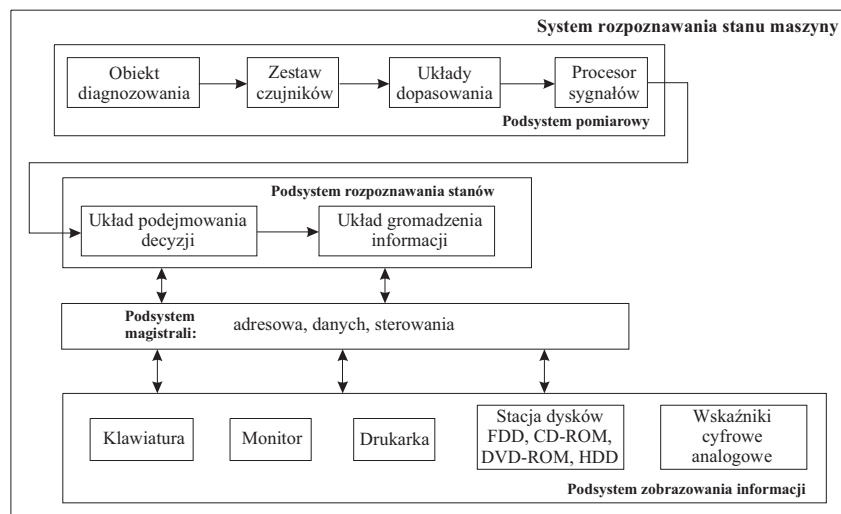 System rozpoznawania stanu maszyny
Obiekt
diagnozowania
Zestaw
czujników
Układy
dopasowania
Procesor
sygnałów
Podsystem pomiarowy
Podsystem rozpoznawania stanów
Układ podejmowania
decyzji
Układ gromadzenia
informacji
Podsystem
magistrali:
adresowa, danych, sterowania
Klawiatura
Monitor
Drukarka
Stacja dysków
FDD, CD-ROM,
DVD-ROM, HDD
Wskaźniki
cyfrowe
analogowe
Podsystem zobrazowania informacji